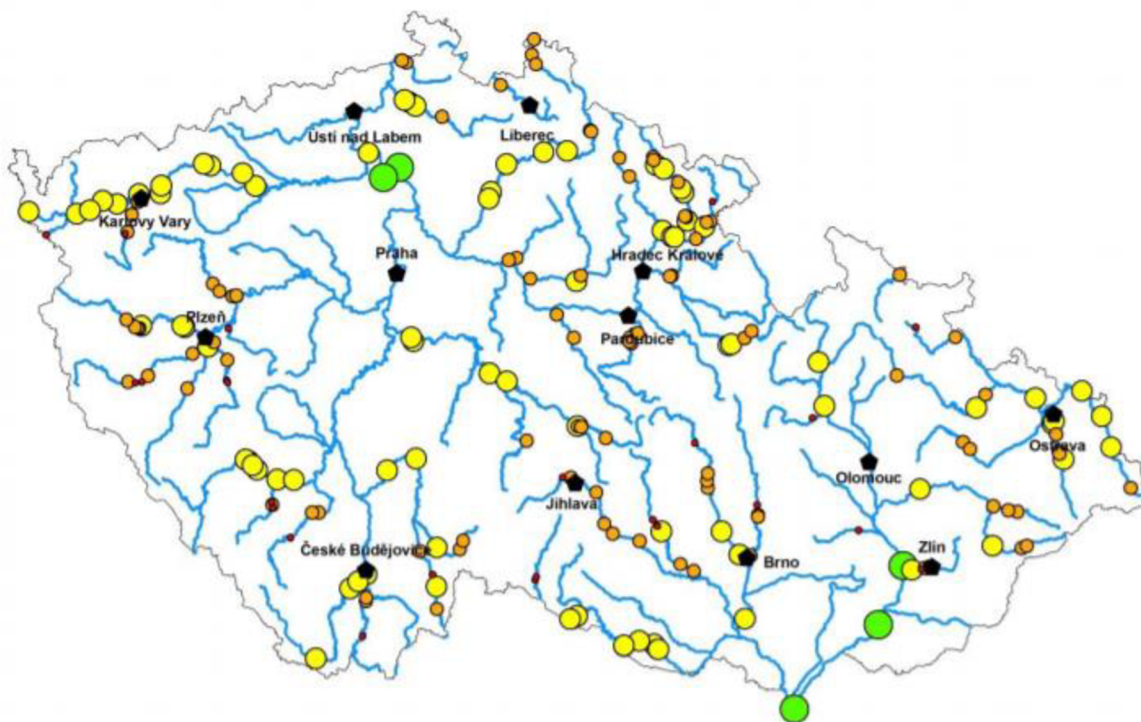 Ústí nad Labem
Liberec
Karlovy Vary
Praha
Hradec Králové
Plzeň
Pardubice
Ostrava
Olomouc
Jihlava
České Budějovice
Zlín
Brno